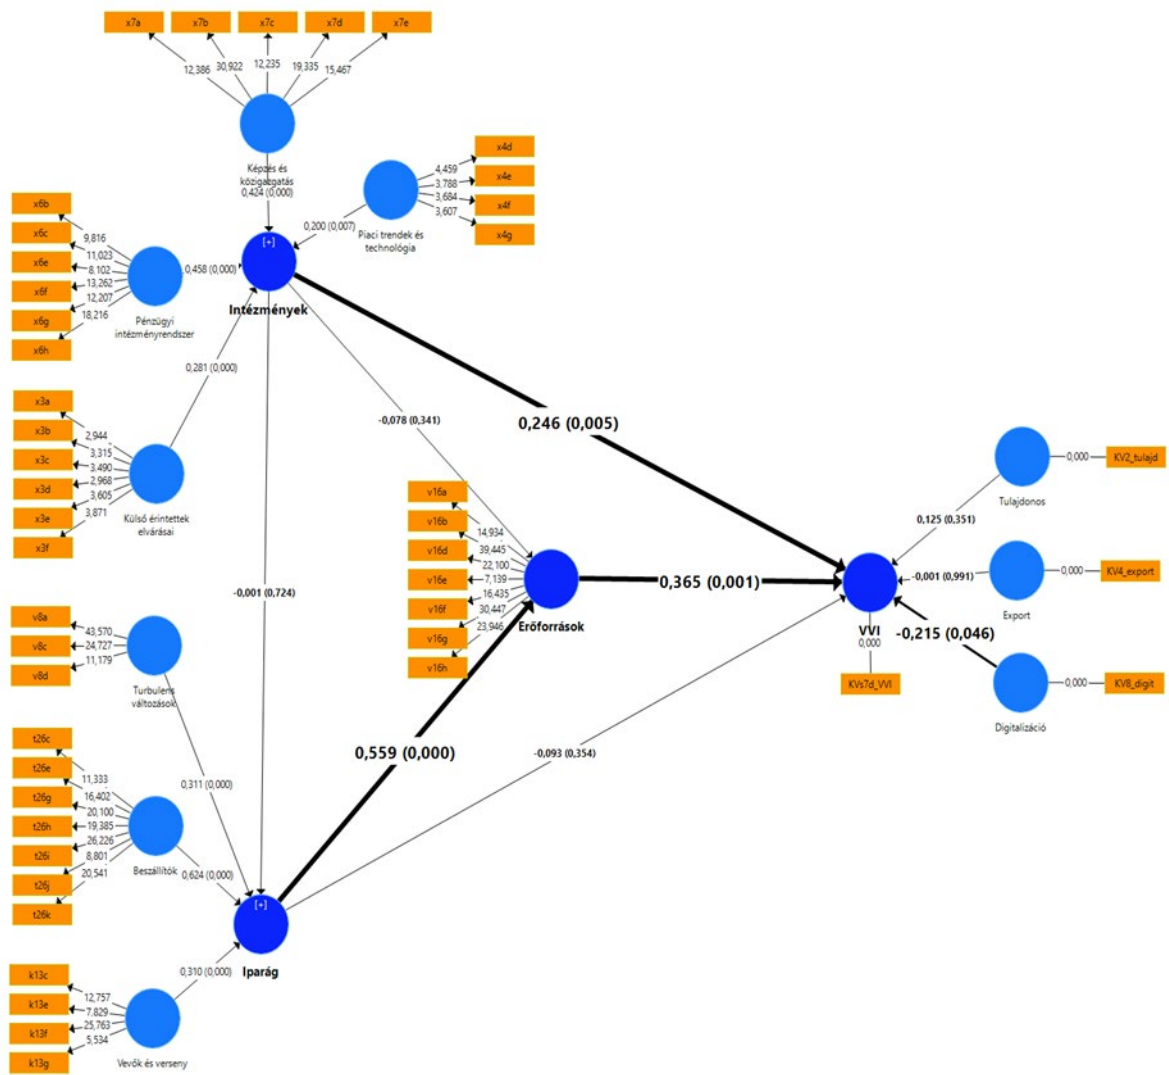 x7a x7b x7c x7d x7e
12,386 30,922 12,235 19,335 15,467
Képzés és
közigazgatás
0,424 (0,000)
x4d
x4e
x4f
x4g
4,459
3,788
3,684
3,607
Piaci trendek és
technológia
0,200 (0,007)
x6b
x6c
x6e
x6f
x6g
x6h
9,816
11,023
8,102
13,262
12,207
18,216
Pénzügyi
intézményrendszer
0,458 (0,000)
[+]
Intézmények
x3a
x3b
x3c
x3d
x3e
x3f
2,944
3,315
3,490
2,968
3,605
3,871
Külső érintettek
elvárásai
0,281 (0,000)
-0,078 (0,341)
0,246 (0,005)
-0,001 (0,724)
v16a
v16b
v16d
v16e
v16f
v16g
v16h
14,934
39,445
22,100
7,139
16,435
30,447
23,946
Erőforrások
0,365 (0,001)
VVI
0,000
KVs7d_VVI
KV2_tulajd
0,000
Tulajdonos
0,125 (0,351)
KV4_export
0,000
Export
-0,001 (0,991)
KV8_digit
0,000
Digitalizáció
-0,215 (0,046)
v8a
v8c
v8d
43,570
24,727
11,179
Turbulens
változások
0,311 (0,000)
0,559 (0,000)
-0,093 (0,354)
t26c
t26e
t26g
t26h
t26i
t26j
t26k
11,333
16,402
20,100
19,385
26,226
8,801
20,541
Beszállítók
0,624 (0,000)
[+]
Iparág
k13c
k13e
k13f
k13g
12,757
7,829
25,763
5,534
Vevők és verseny
0,310 (0,000)